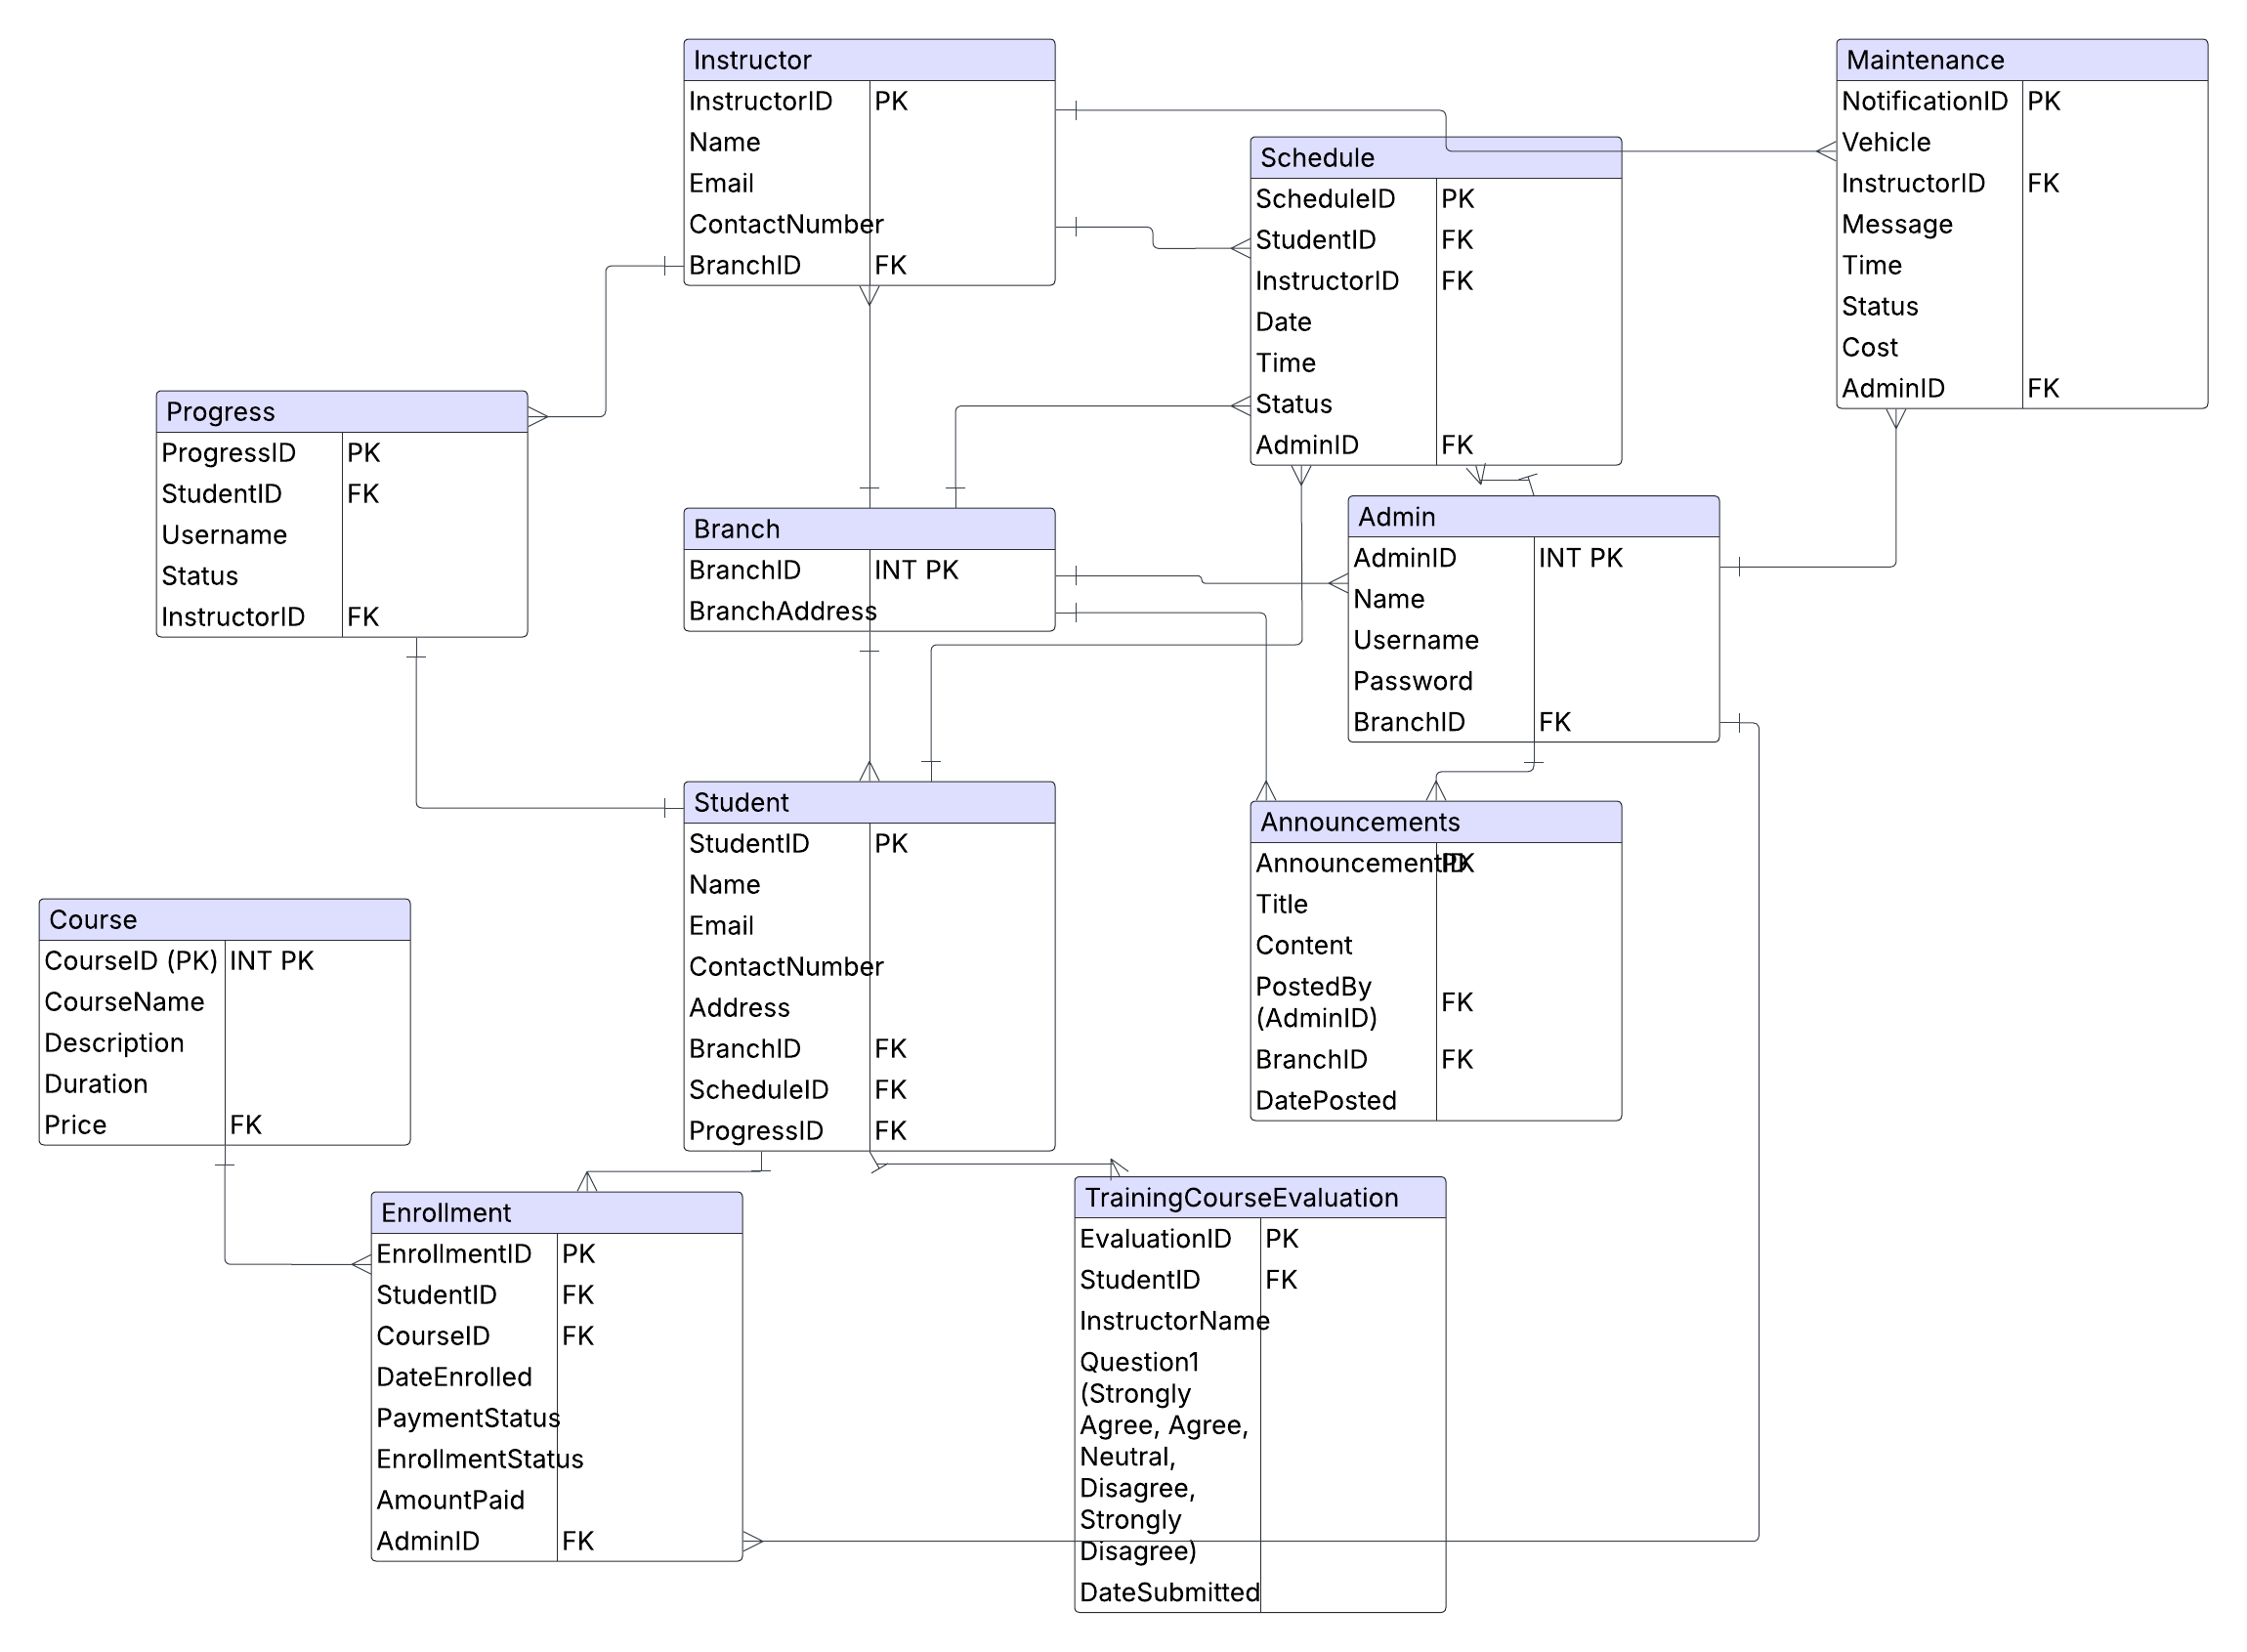 Instructor
InstructorID PK
Name
Email
ContactNumber
BranchID FK
Maintenance
NotificationID PK
Vehicle
InstructorID FK
Message
Time
Status
Cost
AdminID FK
Schedule
ScheduleID PK
StudentID FK
InstructorID FK
Date
Time
Status
AdminID FK
Progress
ProgressID PK
StudentID FK
Username
Status
InstructorID FK
Branch
BranchID INT PK
BranchAddress
Admin
AdminID INT PK
Name
Username
Password
BranchID FK
Student
StudentID PK
Name
Email
ContactNumber
Address
BranchID FK
ScheduleID FK
ProgressID FK
Announcements
AnnouncementID PK
Title
Content
PostedBy
(AdminID) FK
BranchID FK
DatePosted
Course
CourseID (PK) INT PK
CourseName
Description
Duration
Price FK
Enrollment
EnrollmentID PK
StudentID FK
CourseID FK
DateEnrolled
PaymentStatus
EnrollmentStatus
AmountPaid
AdminID FK
TrainingCourseEvaluation
EvaluationID PK
StudentID FK
InstructorName
Question1
(Strongly
Agree, Agree,
Neutral,
Disagree,
Strongly
Disagree)
DateSubmitted